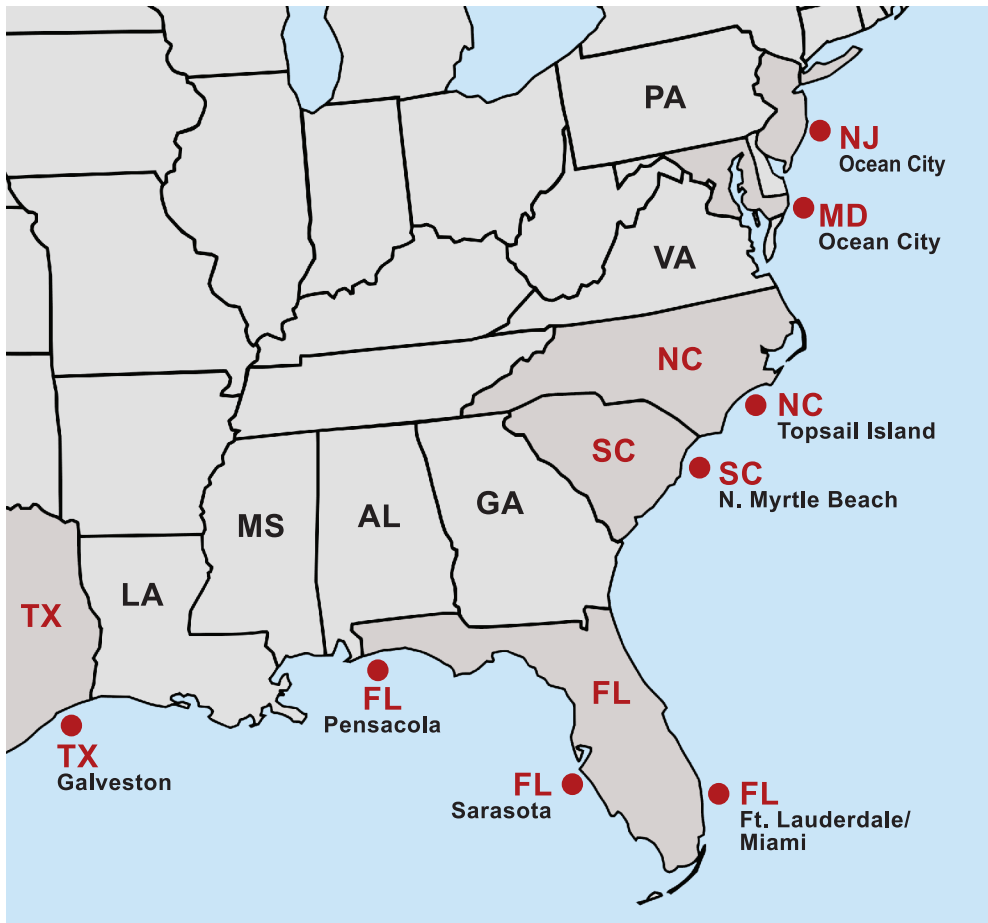 PA
NJ
Ocean City
MD
Ocean City
VA
NC
NC
Topsail Island
SC
SC
N. Myrtle Beach
GA
AL
MS
LA
TX
TX
Galveston
FL
Pensacola
FL
FL
Sarasota
FL
Ft. Lauderdale/
Miami